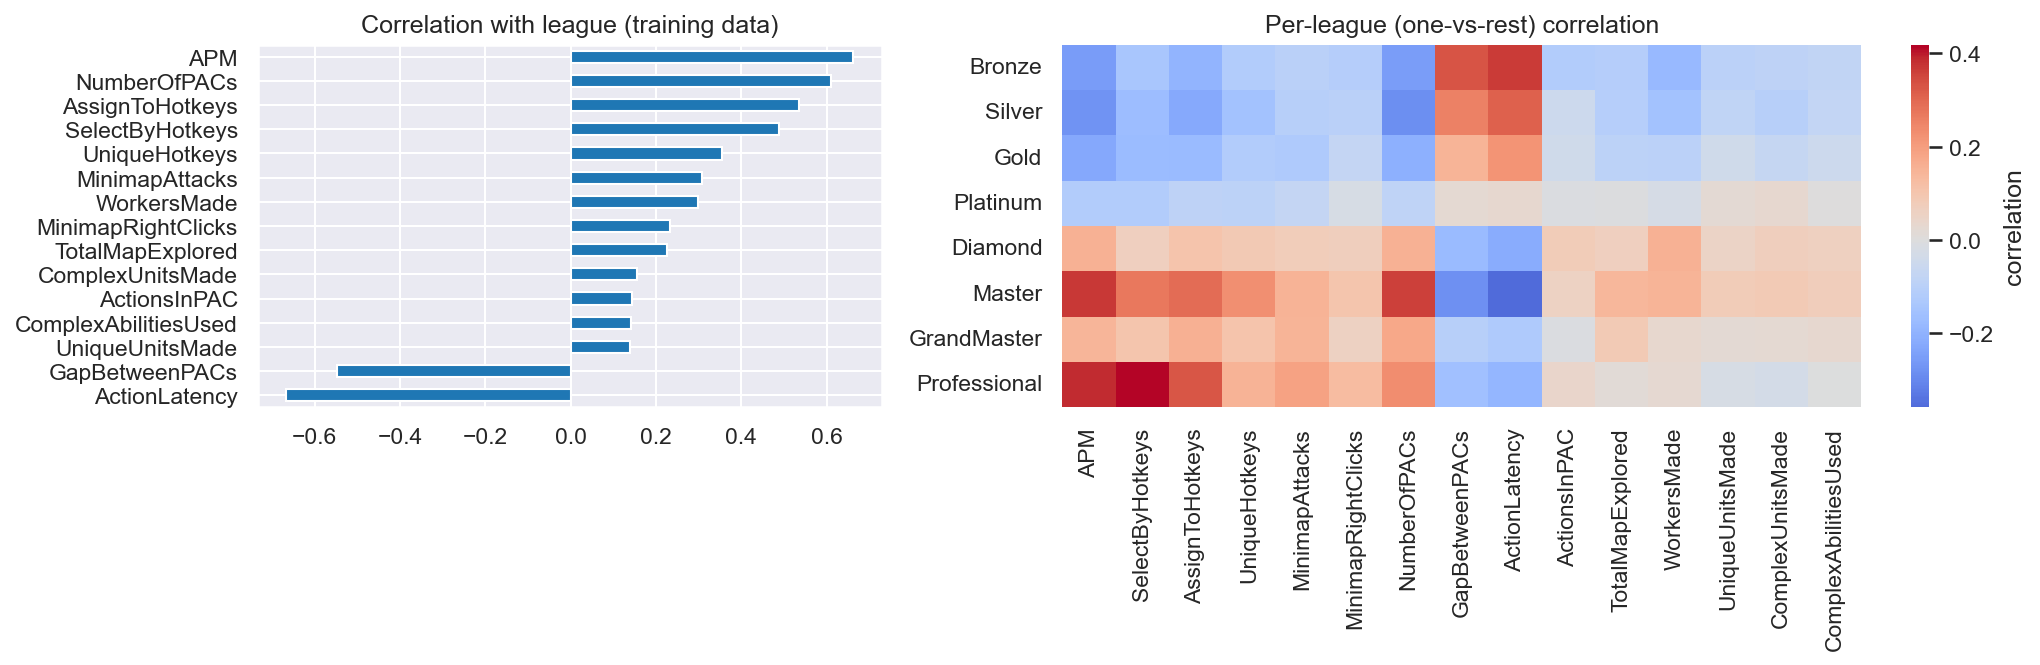 Correlation with league (training data)
APM
NumberOfPACs
AssignToHotkeys
SelectByHotkeys
UniqueHotkeys
MinimapAttacks
WorkersMade
MinimapRightClicks
TotalMapExplored
ComplexUnitsMade
ActionsInPAC
ComplexAbilitiesUsed
UniqueUnitsMade
GapBetweenPACs
ActionLatency
−0.6 −0.4 −0.2 0.0 0.2 0.4 0.6
Per-league (one-vs-rest) correlation
Bronze
Silver
Gold
Platinum
Diamond
Master
GrandMaster
Professional
APM
SelectByHotkeys
AssignToHotkeys
UniqueHotkeys
MinimapAttacks
MinimapRightClicks
NumberOfPACs
GapBetweenPACs
ActionLatency
ActionsInPAC
TotalMapExplored
WorkersMade
UniqueUnitsMade
ComplexUnitsMade
ComplexAbilitiesUsed
0.4
0.2
0.0
−0.2
correlation